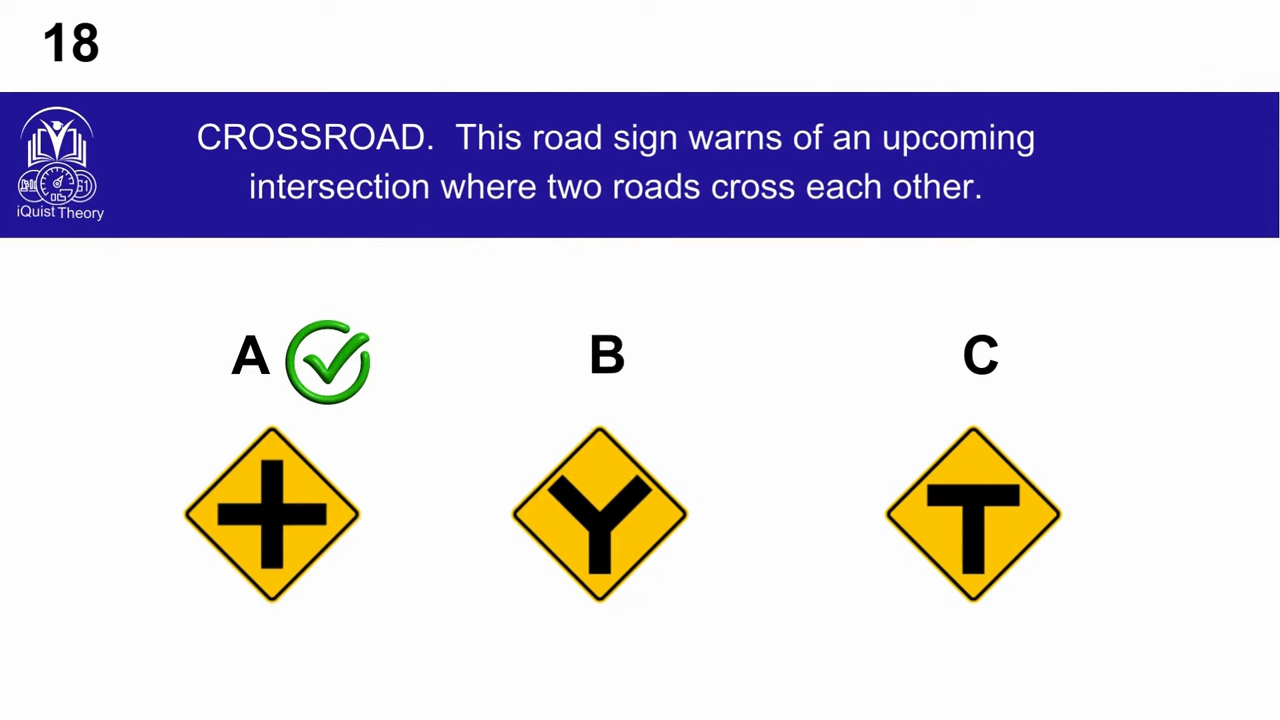 18
CROSSROAD. This road sign warns of an upcoming
intersection where two roads cross each other.
iQuist Theory
A
B
C